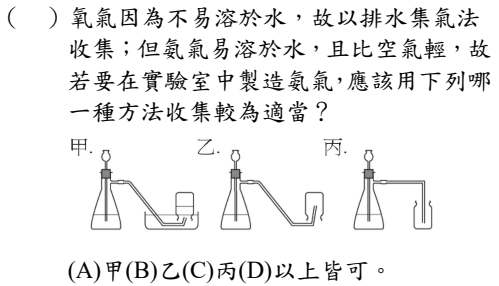 （　）氧氣因為不易溶於水，故以排水集氣法
收集；但氨氣易溶於水，且比空氣輕，故
若要在實驗室中製造氨氣，應該用下列哪
一種方法收集較為適當？
甲.　乙.　丙.
(A)甲(B)乙(C)丙(D)以上皆可。